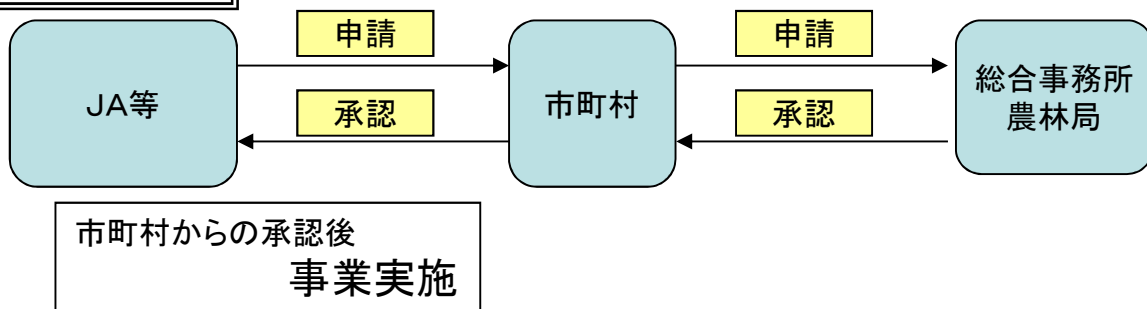 申請
申請
JA等
市町村
総合事務所
農林局
承認
承認
市町村からの承認後
事業実施